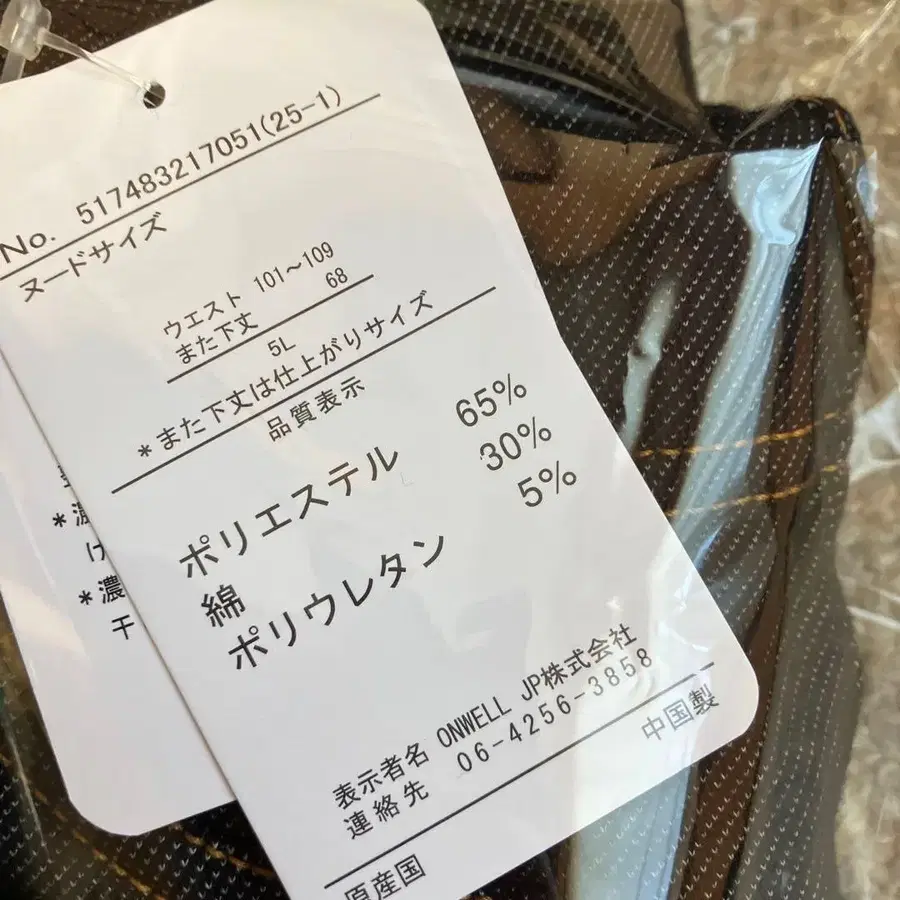 No. 517483217051(25-1)
ヌードサイズ
ウエスト 101～109
また下丈 68
5L
*また下丈は仕上がりサイズ
品質表示
ポリエステル 65%
綿 30%
ポリウレタン 5%
表示者名 ONWELL JP株式会社
連絡先 06-4256-3858
原産国 中国製
け
*濃
干